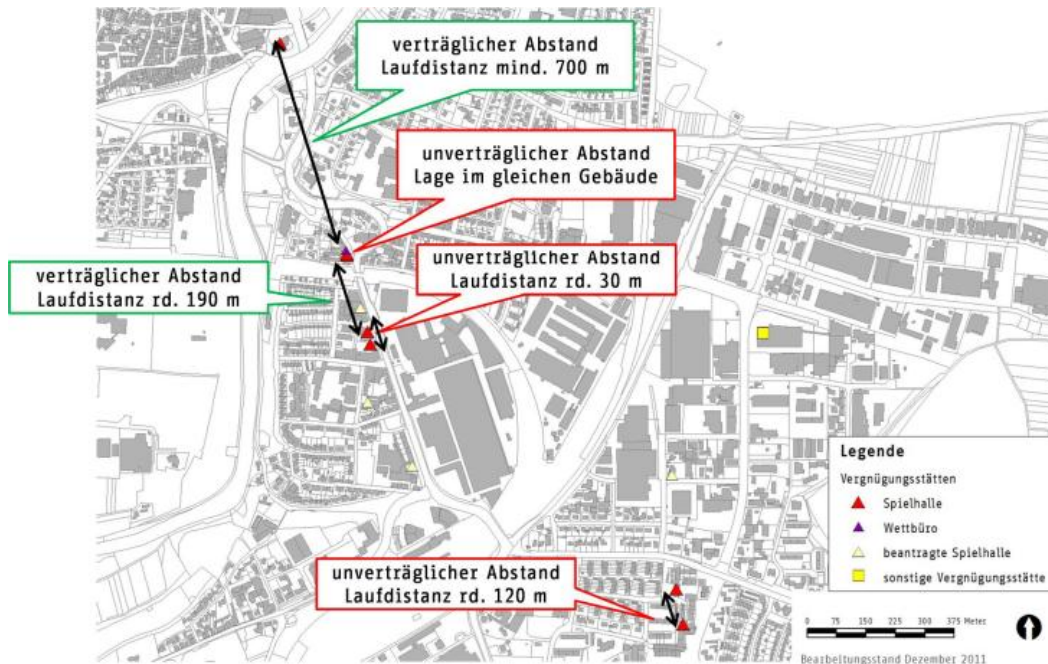 verträglicher Abstand
Laufdistanz mind. 700 m
unverträglicher Abstand
Lage im gleichen Gebäude
unverträglicher Abstand
Laufdistanz rd. 30 m
verträglicher Abstand
Laufdistanz rd. 190 m
unverträglicher Abstand
Laufdistanz rd. 120 m
Legende
Vergnügungsstätten
Spielhalle
Wettbüro
beantragte Spielhalle
sonstige Vergnügungsstätte
0 75 150 225 300 375 Meter
Bearbeitungsstand Dezember 2011